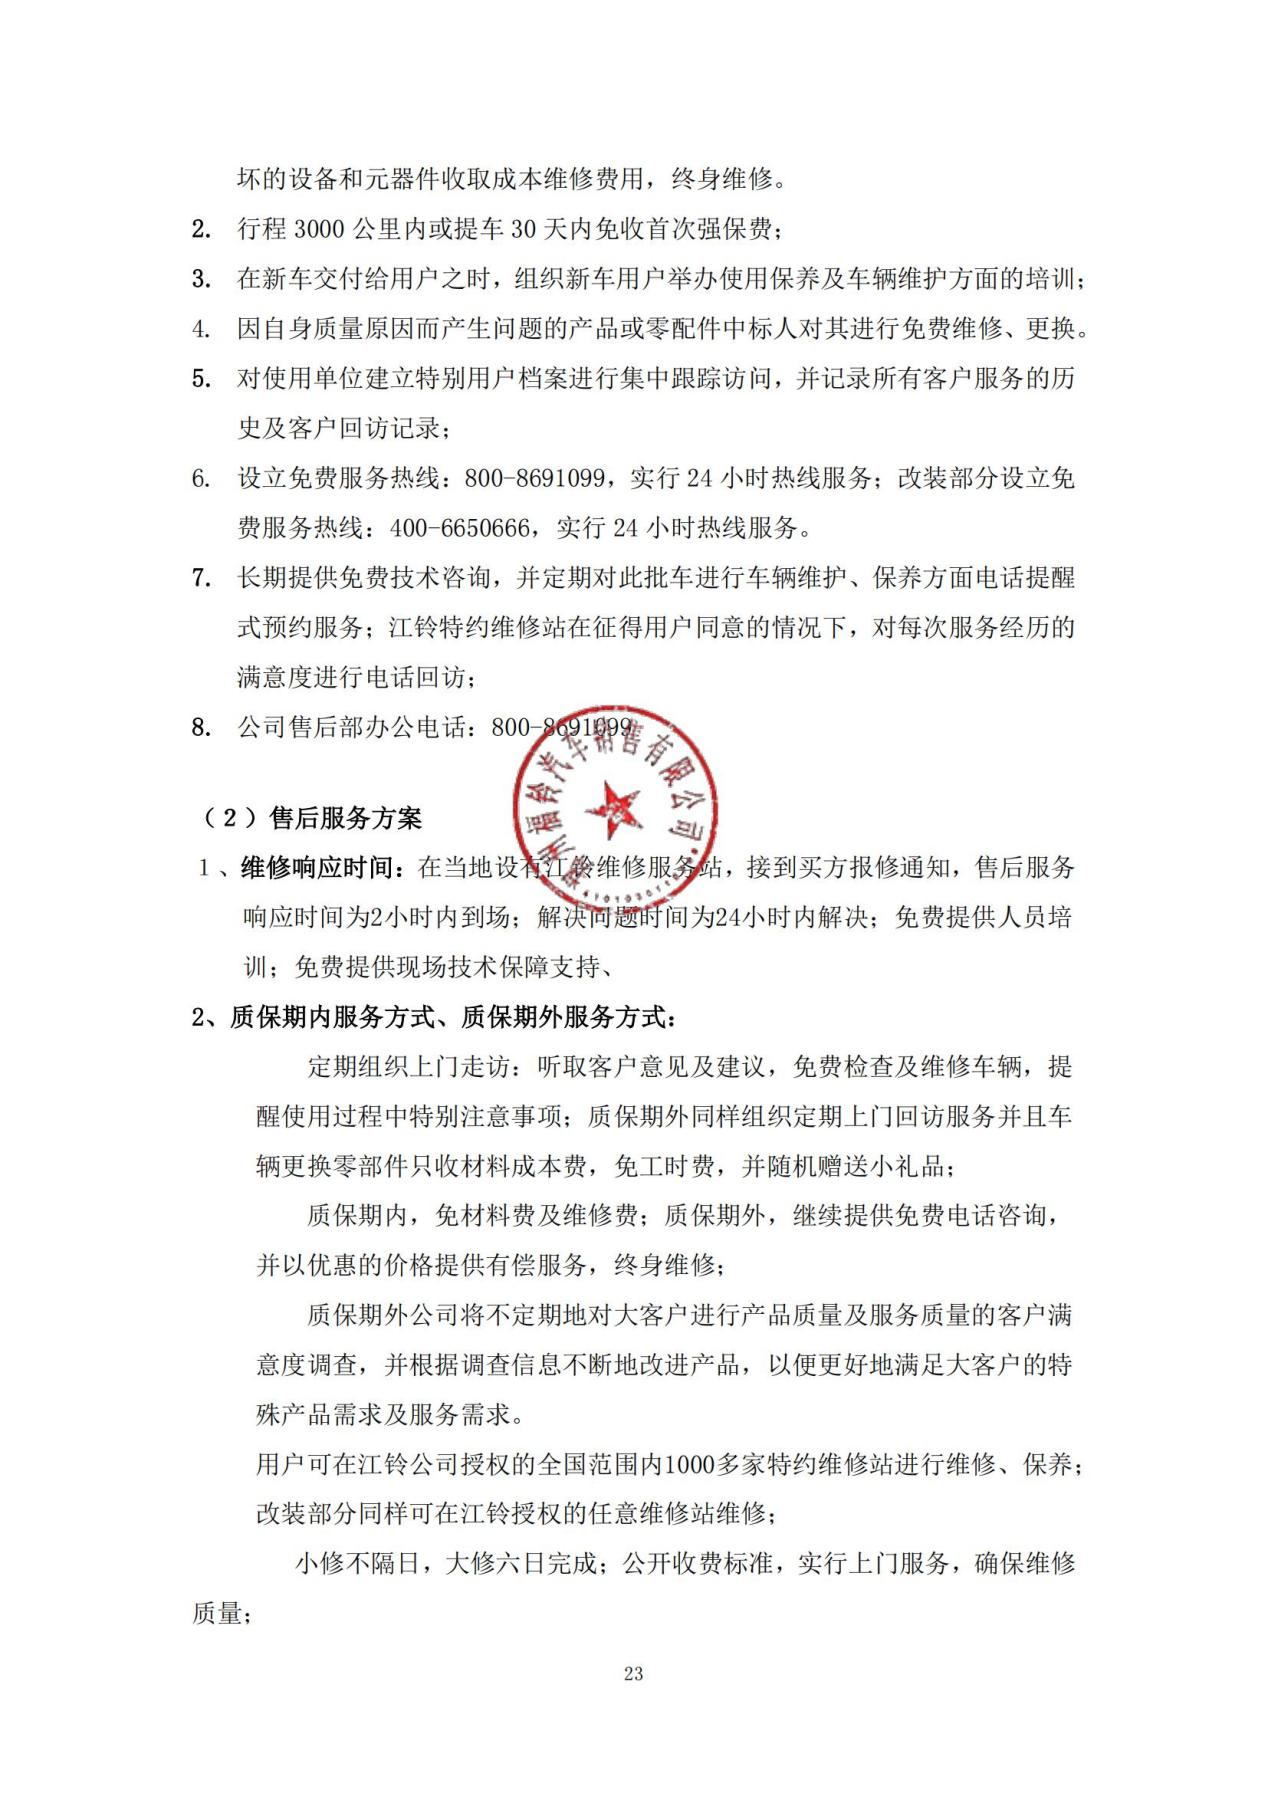 坏的设备和元器件收取成本维修费用，终身维修。
2. 行程 3000 公里内或提车 30 天内免收首次强保费；
3. 在新车交付给用户之时，组织新车用户举办使用保养及车辆维护方面的培训；
4. 因自身质量原因而产生问题的产品或零配件中标人对其进行免费维修、更换。
5. 对使用单位建立特别用户档案进行集中跟踪访问，并记录所有客户服务的历
史及客户回访记录；
6. 设立免费服务热线：800-8691099，实行 24 小时热线服务；改装部分设立免
费服务热线：400-6650666，实行 24 小时热线服务。
7. 长期提供免费技术咨询，并定期对此批车进行车辆维护、保养方面电话提醒
式预约服务；江铃特约维修站在征得用户同意的情况下，对每次服务经历的
满意度进行电话回访；
8. 公司售后部办公电话：800-8691099
州福铃汽车销售有限公司
（2）售后服务方案
1、维修响应时间：在当地设有江铃维修服务站，接到买方报修通知，售后服务
响应时间为2小时内到场；解决问题时间为24小时内解决；免费提供人员培
训；免费提供现场技术保障支持、
2、质保期内服务方式、质保期外服务方式：
定期组织上门走访：听取客户意见及建议，免费检查及维修车辆，提
醒使用过程中特别注意事项；质保期外同样组织定期上门回访服务并且车
辆更换零部件只收材料成本费，免工时费，并随机赠送小礼品；
质保期内，免材料费及维修费；质保期外，继续提供免费电话咨询，
并以优惠的价格提供有偿服务，终身维修；
质保期外公司将不定期地对大客户进行产品质量及服务质量的客户满
意度调查，并根据调查信息不断地改进产品，以便更好地满足大客户的特
殊产品需求及服务需求。
用户可在江铃公司授权的全国范围内1000多家特约维修站进行维修、保养；
改装部分同样可在江铃授权的任意维修站维修；
小修不隔日，大修六日完成；公开收费标准，实行上门服务，确保维修
质量；
23